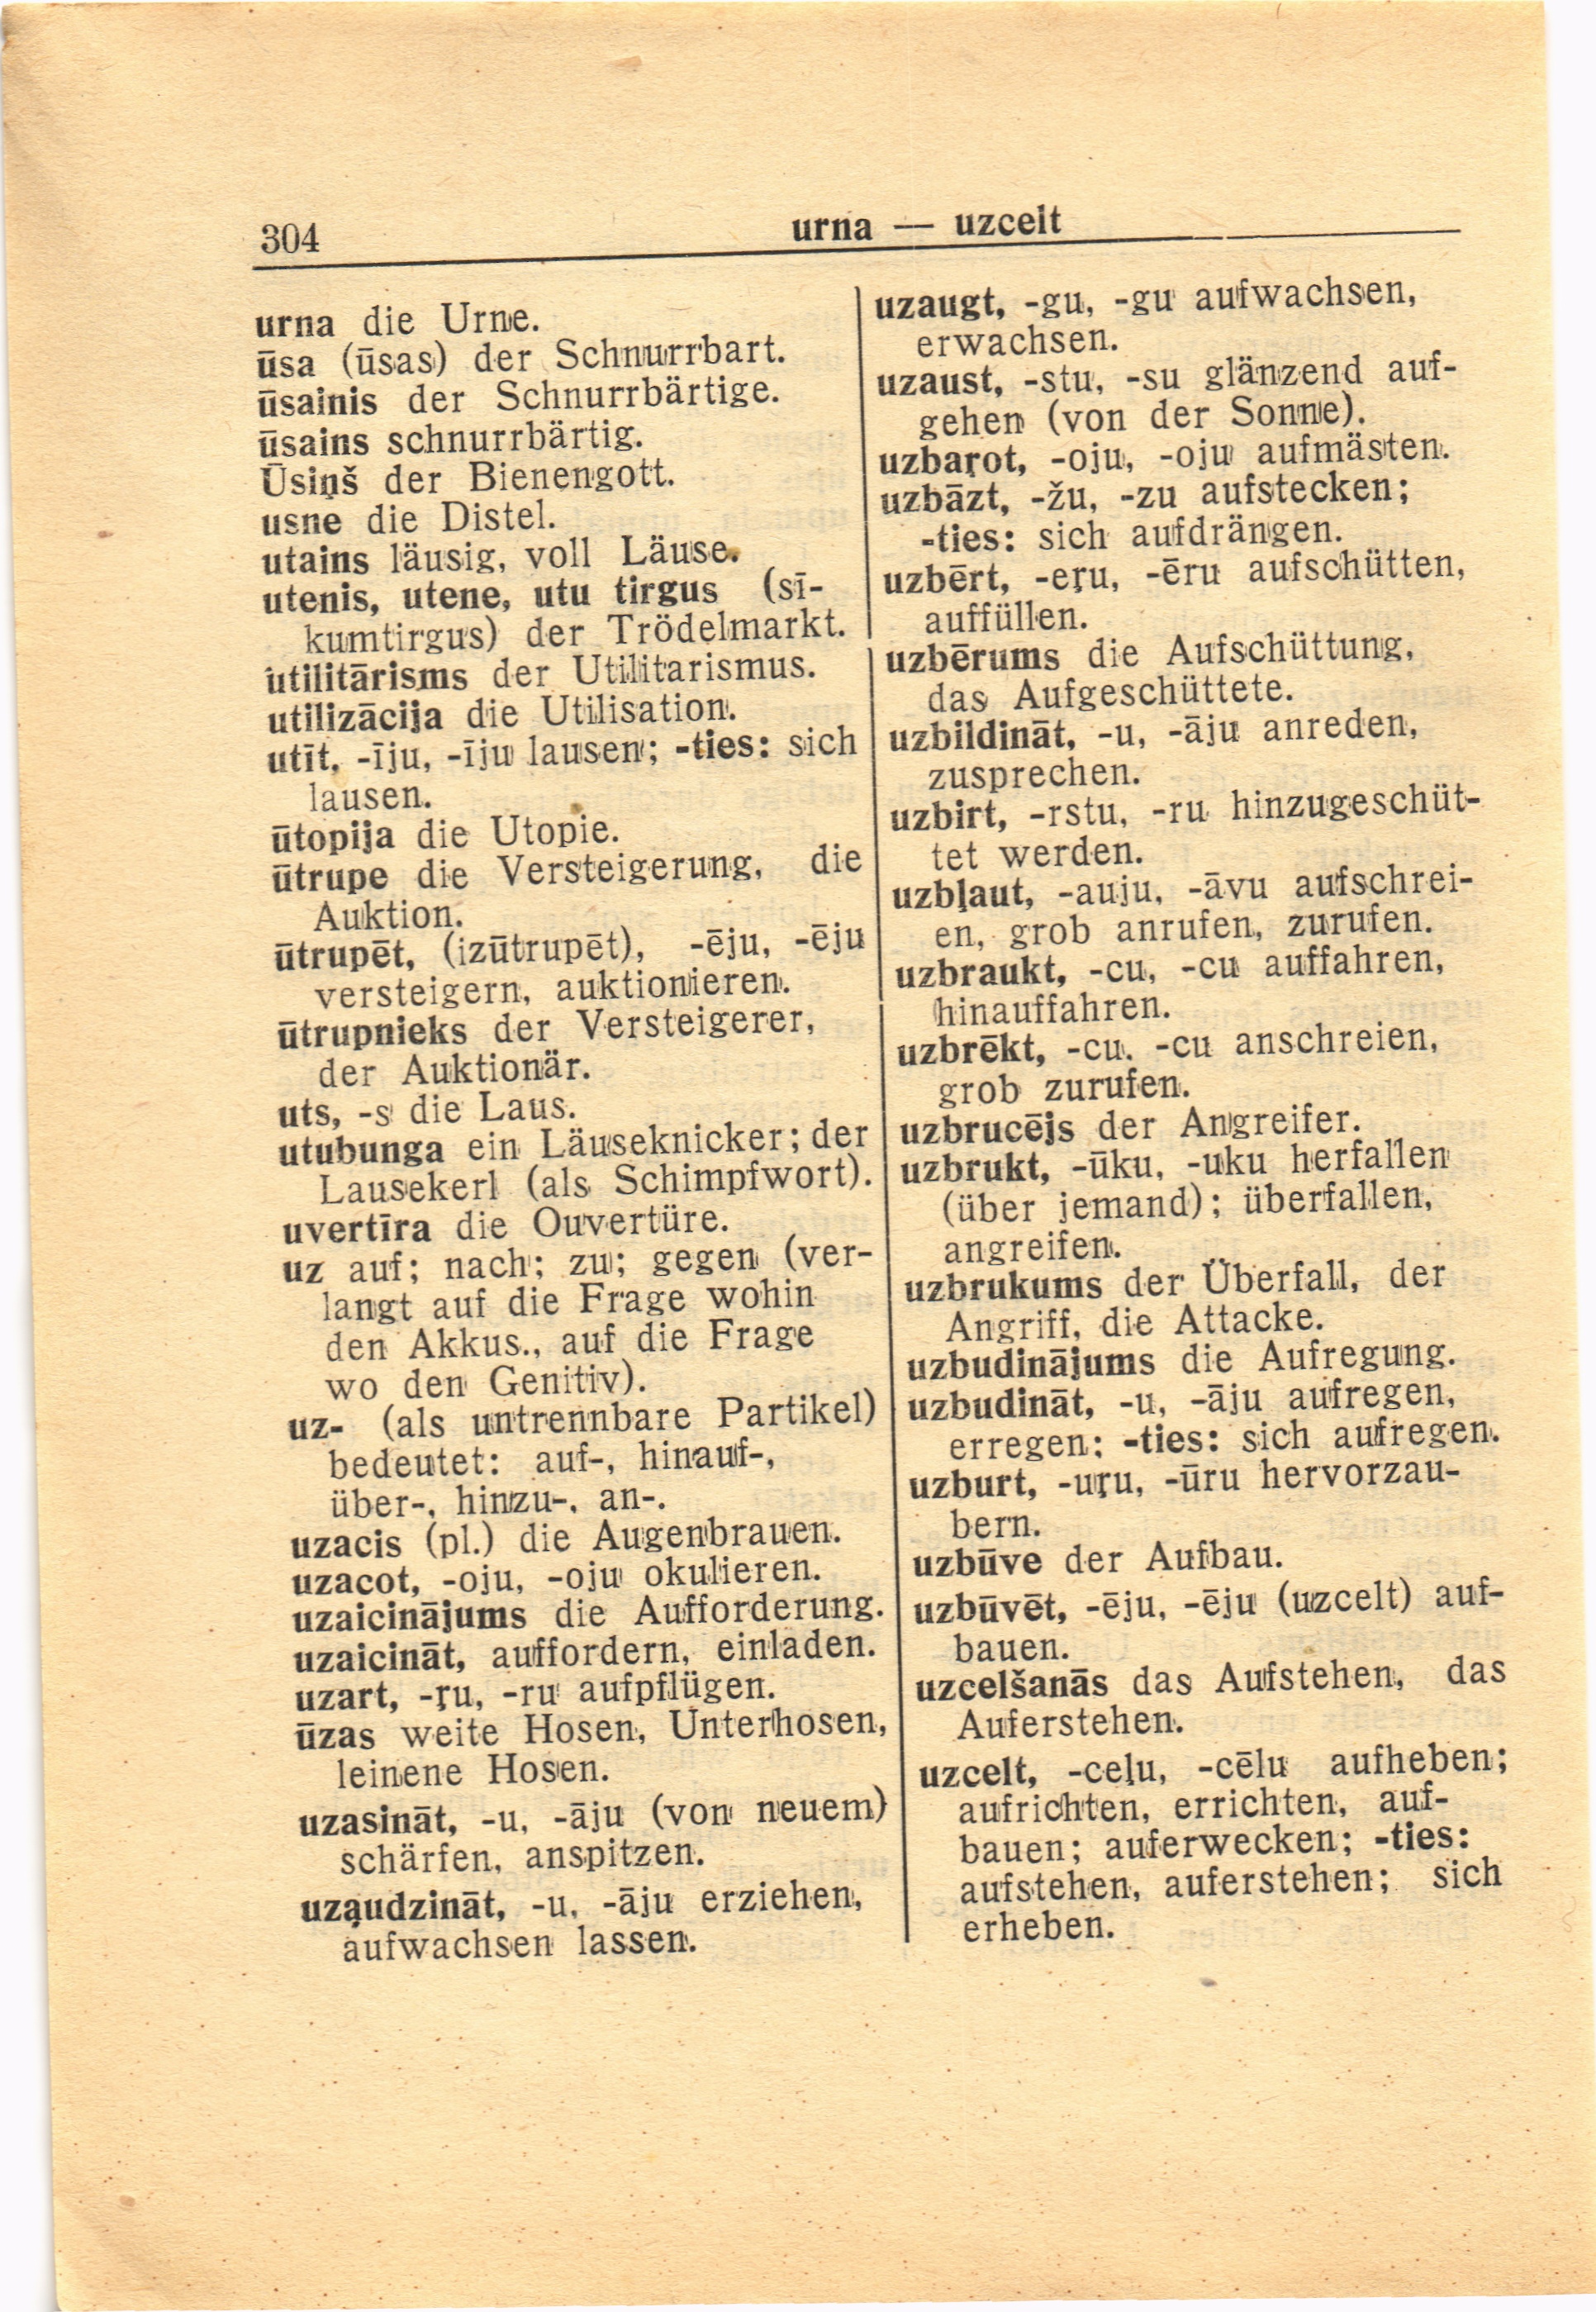 304
urna — uzcelt
urna die Urne.
ūsa (ūsas) der Schnurrbart.
ūsainis der Schnurrbärtige.
ūsains schnurrbärtig.
Ūsiņš der Bienengott.
usne die Distel.
utains läusig, voll Läuse.
utenis, utene, utu tirgus (sī-
kumtirgus) der Trödelmarkt.
utilitārisms der Utilitarismus.
utilizācija die Utilisation.
utīt, -īju, -īju lausen; -ties: sich
lausen.
ūtopija die Utopie.
ūtrupe die Versteigerung, die
Auktion.
ūtrupēt, (izūtrupēt), -ēju, -ēju
versteigern, auktionieren.
ūtrupnieks der Versteigerer,
der Auktionär.
uts, -s die Laus.
utubunga ein Läuseknicker; der
Lausekerl (als Schimpfwort).
uvertīra die Ouvertüre.
uz auf; nach; zu; gegen (ver-
langt auf die Frage wohin
den Akkus., auf die Frage
wo den Genitiv).
uz- (als untrennbare Partikel)
bedeutet: auf-, hinauf-,
über-, hinzu-, an-.
uzacis (pl.) die Augenbrauen.
uzacot, -oju, -oju okulieren.
uzaicinājums die Aufforderung.
uzaicināt, auffordern, einladen.
uzart, -ŗu, -ru aufpflügen.
ūzas weite Hosen, Unterhosen,
leinene Hosen.
uzasināt, -u, -āju (von neuem)
schärfen, anspitzen.
uzaudzināt, -u, -āju erziehen,
aufwachsen lassen.
uzaugt, -gu, -gu aufwachsen,
erwachsen.
uzaust, -stu, -su glänzend auf-
gehen (von der Sonne).
uzbaŗot, -oju, -oju aufmästen.
uzbāzt, -žu, -zu aufstecken;
-ties: sich aufdrängen.
uzbērt, -eŗu, -ēru aufschütten,
auffüllen.
uzbērums die Aufschüttung,
das Aufgeschüttete.
uzbildināt, -u, -āju anreden,
zusprechen.
uzbirt, -rstu, -ru hinzugeschüt-
tet werden.
uzbļaut, -auju, -āvu aufschrei-
en, grob anrufen, zurufen.
uzbraukt, -cu, -cu auffahren,
hinauffahren.
uzbrēkt, -cu. -cu anschreien,
grob zurufen.
uzbrucējs der Angreifer.
uzbrukt, -ūku, -uku herfallen
(über jemand); überfallen,
angreifen.
uzbrukums der Überfall, der
Angriff, die Attacke.
uzbudinājums die Aufregung.
uzbudināt, -u, -āju aufregen,
erregen; -ties: sich aufregen.
uzburt, -uŗu, -ūru hervorzau-
bern.
uzbūve der Aufbau.
uzbūvēt, -ēju, -ēju (uzcelt) auf-
bauen.
uzcelšanās das Aufstehen, das
Auferstehen.
uzcelt, -ceļu, -cēlu aufheben;
aufrichten, errichten, auf-
bauen; auferwecken; -ties:
aufstehen, auferstehen; sich
erheben.